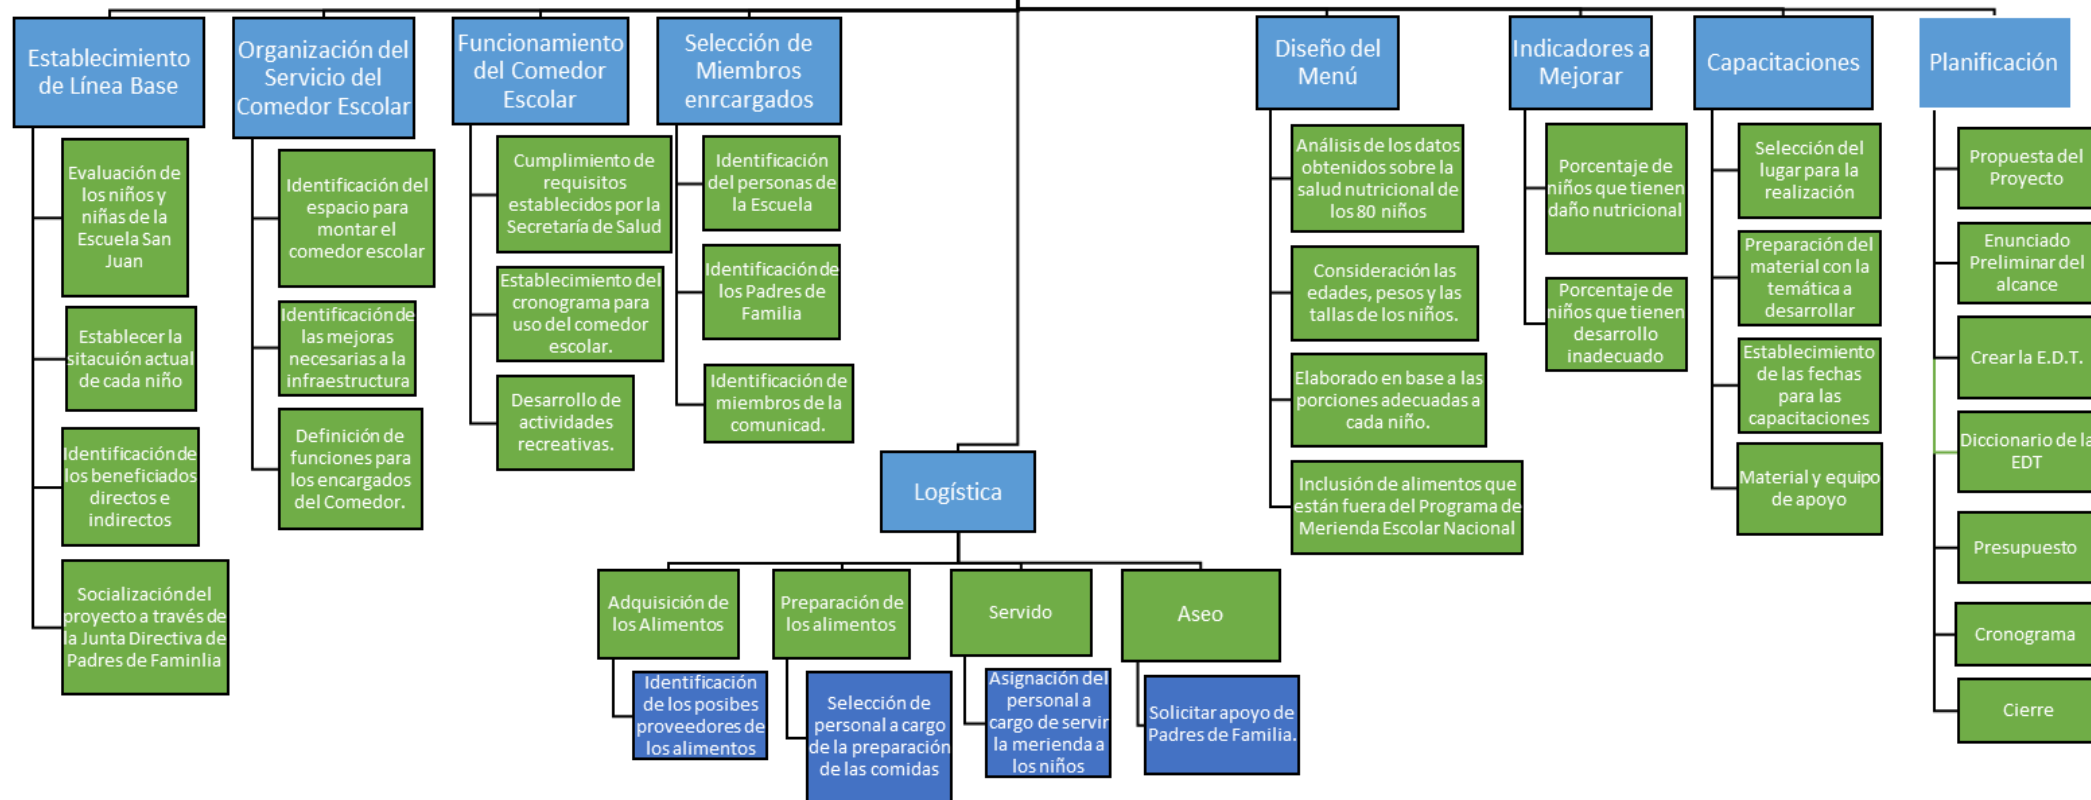 Establecimiento
de Línea Base
Evaluación de
los niños y
niñas de la
Escuela San
Juan
Establecer la
sitacuión actual
de cada niño
Identificación de
los beneficiados
directos e
indirectos
Socialización del
proyecto a través de
la Junta Directiva de
Padres de Faminlia
Organización del
Servicio del
Comedor Escolar
Identificación del
espacio para
montar el
comedor escolar
Identificación de
las mejoras
necesarias a la
infraestructura
Definición de
funciones para
los encargados
del Comedor.
Funcionamiento
del Comedor
Escolar
Cumplimiento de
requisitos
establecidos por la
Secretaría de Salud
Establecimiento del
cronograma para
uso del comedor
escolar.
Desarrollo de
actividades
recreativas.
Selección de
Miembros
enrcargados
Identificación
del personas de
la Escuela
Identificación de
los Padres de
Familia
Identificación de
miembros de la
comunicad.
Logística
Adquisición de
los Alimentos
Identificación
de los posibes
proveedores de
los alimentos
Preparación de
los alimentos
Selección de
personal a cargo
de la preparación
de las comidas
Servido
Asignación del
personal a
cargo de servir
la merienda a
los niños
Aseo
Solicitar apoyo de
Padres de Familia.
Diseño del
Menú
Análisis de los datos
obtenidos sobre la
salud nutricional de
los 80 niños
Consideración las
edades, pesos y las
tallas de los niños.
Elaborado en base a las
porciones adecuadas a
cada niño.
Inclusión de alimentos que
están fuera del Programa de
Merienda Escolar Nacional
Indicadores a
Mejorar
Porcentaje de
niños que tienen
daño nutricional
Porcentaje de
niños que tienen
desarrollo
inadecuado
Capacitaciones
Selección del
lugar para la
realización
Preparación del
material con la
temática a
desarrollar
Establecimiento
de las fechas
para las
capacitaciones
Material y equipo
de apoyo
Planificación
Propuesta del
Proyecto
Enunciado
Preliminar del
alcance
Crear la E.D.T.
Diccionario de la
EDT
Presupuesto
Cronograma
Cierre